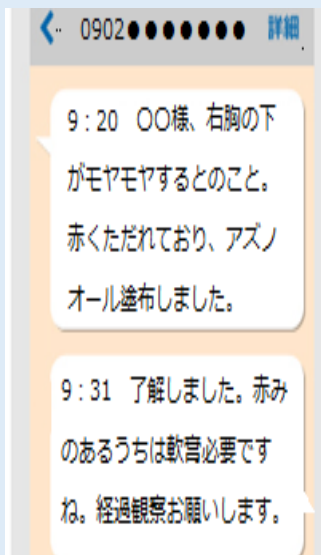 0902●●●●●●● 詳細
9：20　〇〇様、右胸の下
がモヤモヤするとのこと。
赤くただれており、アズノ
オール塗布しました。
9：31　了解しました。赤み
のあるうちは軟膏必要です
ね。経過観察お願いします。